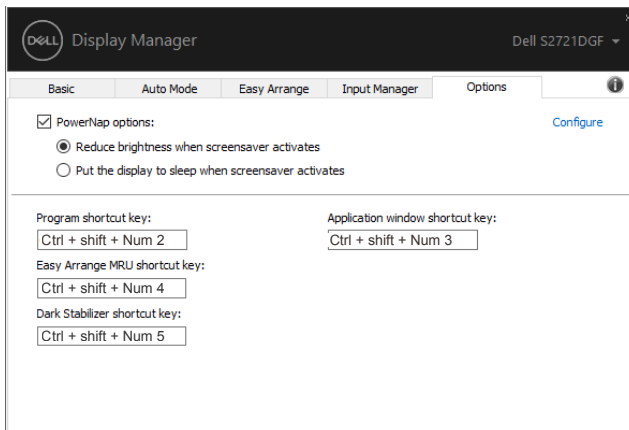 DELL Display Manager Dell S2721DGF
Basic Auto Mode Easy Arrange Input Manager Options
PowerNap options: Configure
Reduce brightness when screensaver activates
Put the display to sleep when screensaver activates
Program shortcut key: Application window shortcut key:
Ctrl + shift + Num 2 Ctrl + shift + Num 3
Easy Arrange MRU shortcut key:
Ctrl + shift + Num 4
Dark Stabilizer shortcut key:
Ctrl + shift + Num 5